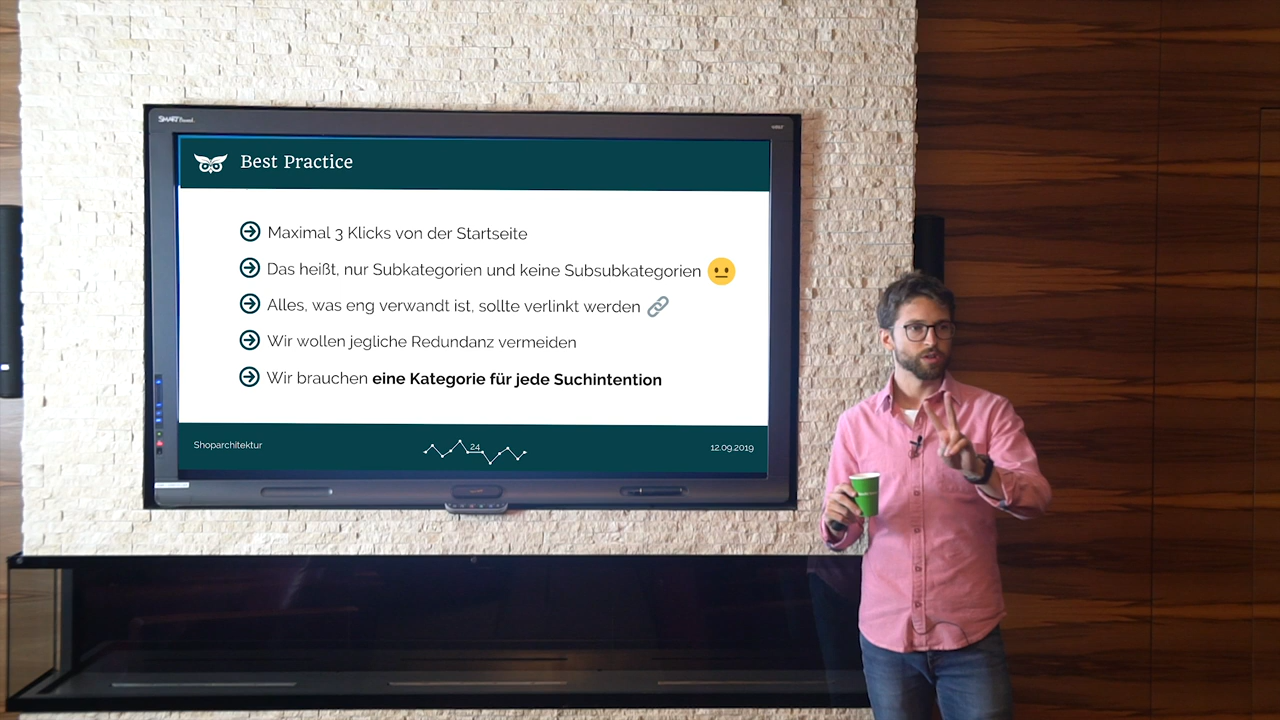 SMART Board
Best Practice
Maximal 3 Klicks von der Startseite
Das heißt, nur Subkategorien und keine Subsubkategorien
Alles, was eng verwandt ist, sollte verlinkt werden
Wir wollen jegliche Redundanz vermeiden
Wir brauchen eine Kategorie für jede Suchintention
Shoparchitektur
24
12.09.2019